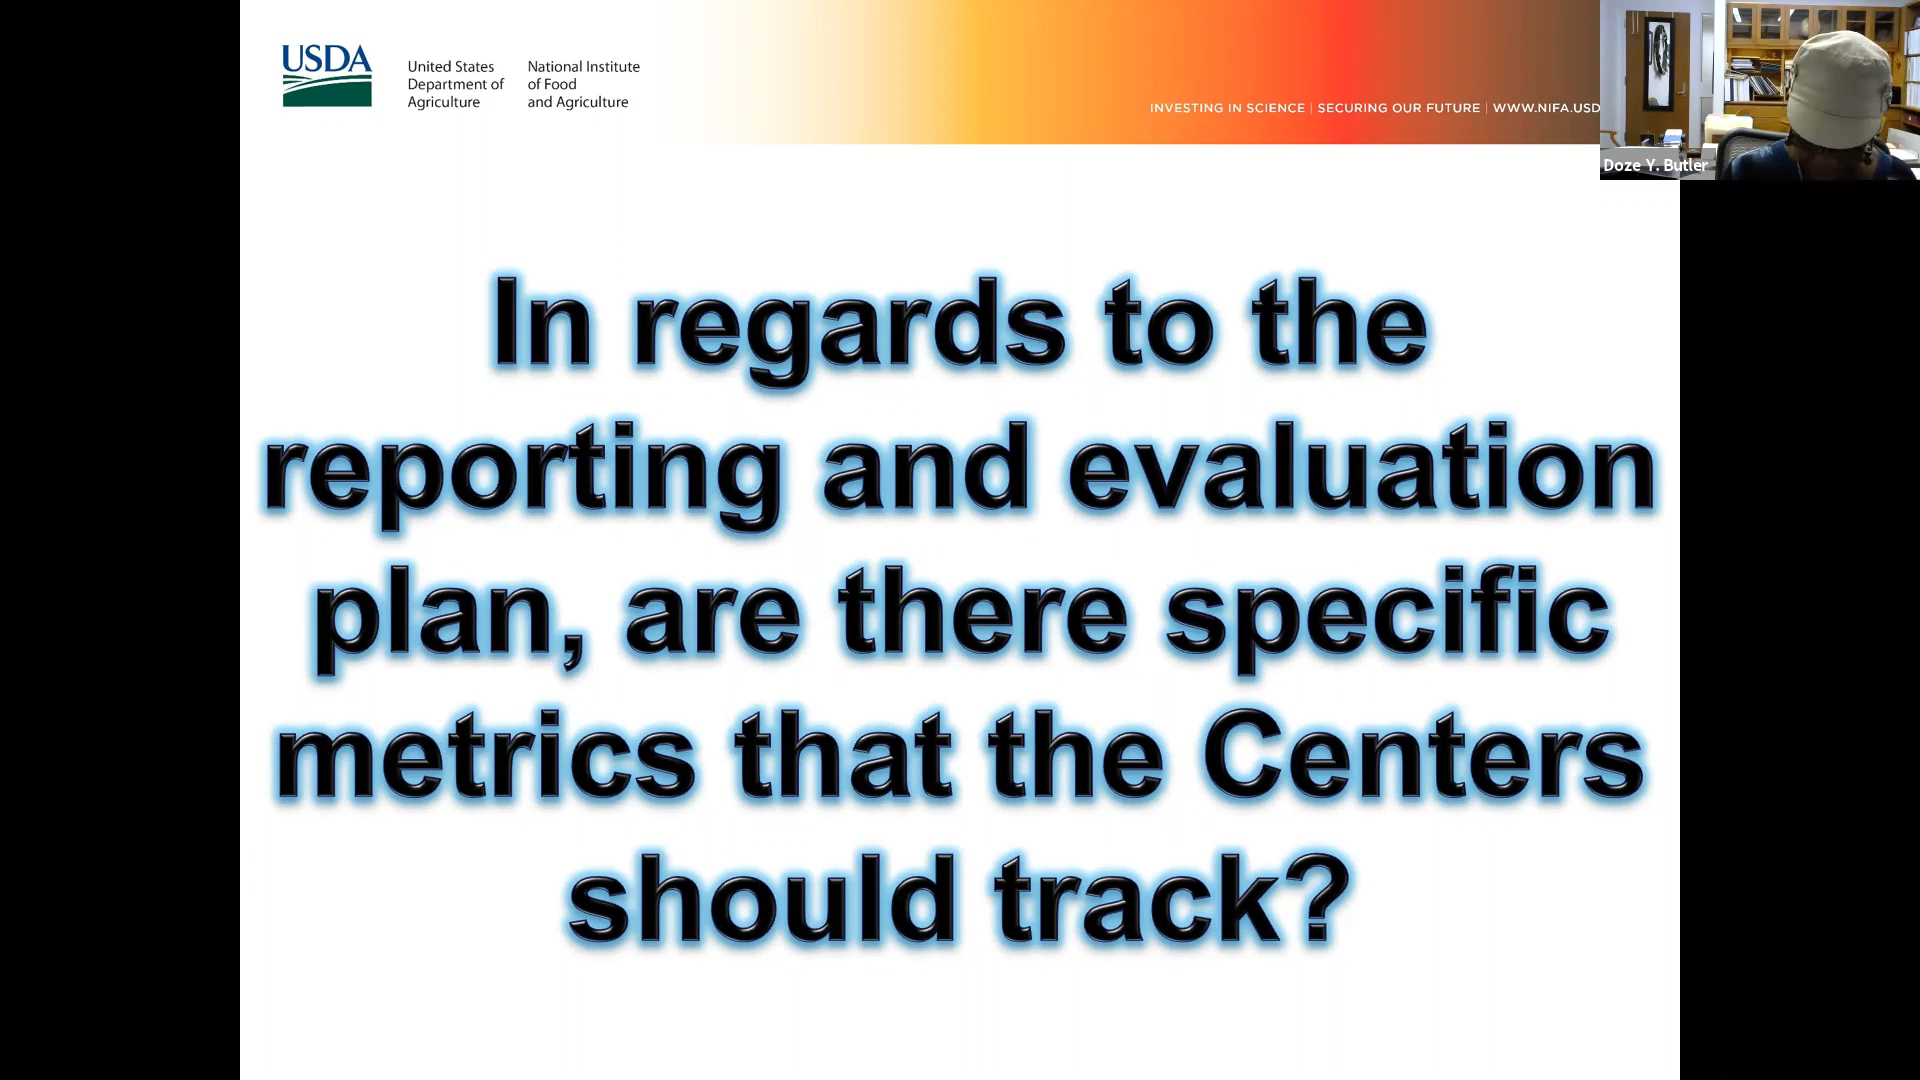 USDA
United States
Department of
Agriculture
National Institute
of Food
and Agriculture
INVESTING IN SCIENCE | SECURING OUR FUTURE | WWW.NIFA.USD
Doze Y. Butler
In regards to the
reporting and evaluation
plan, are there specific
metrics that the Centers
should track?